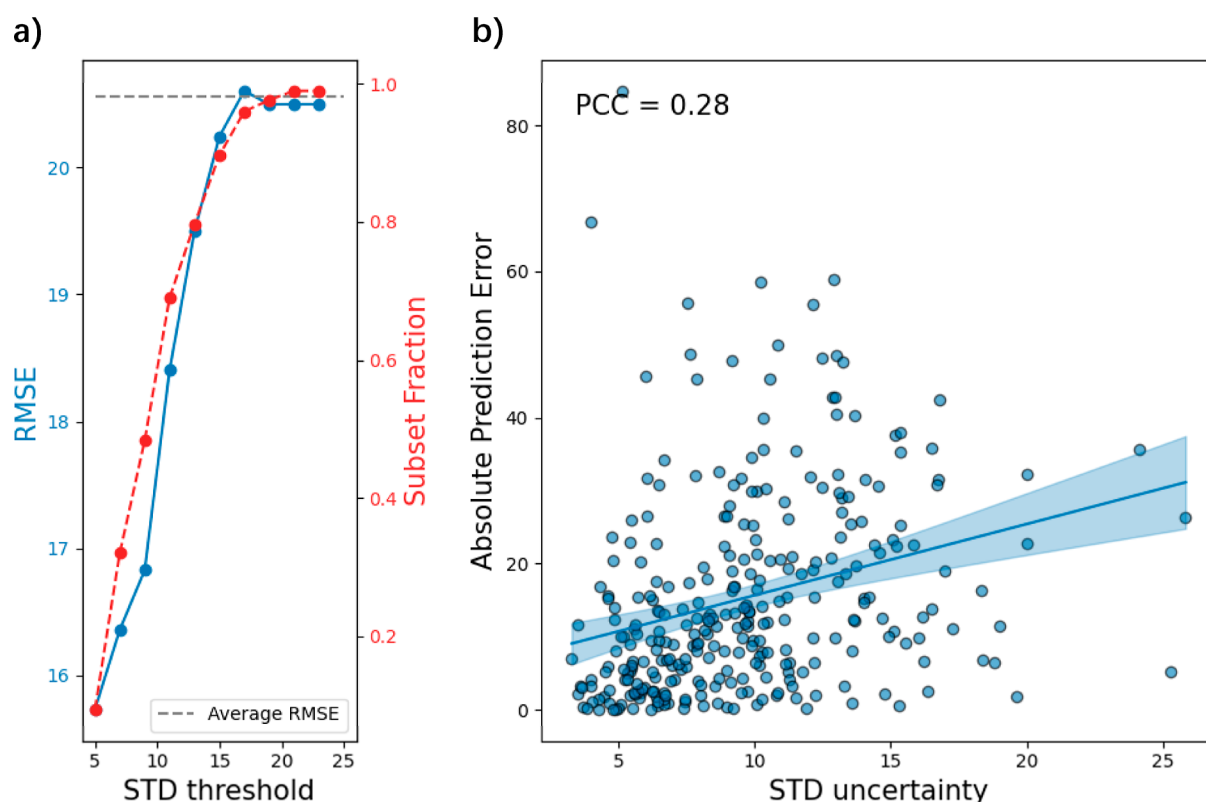 a)
RMSE
20
19
18
17
16
1.0
0.8
0.6
0.4
0.2
Subset Fraction
Average RMSE
5
10
15
20
25
STD threshold
b)
PCC = 0.28
Absolute Prediction Error
80
60
40
20
0
5
10
15
20
25
STD uncertainty